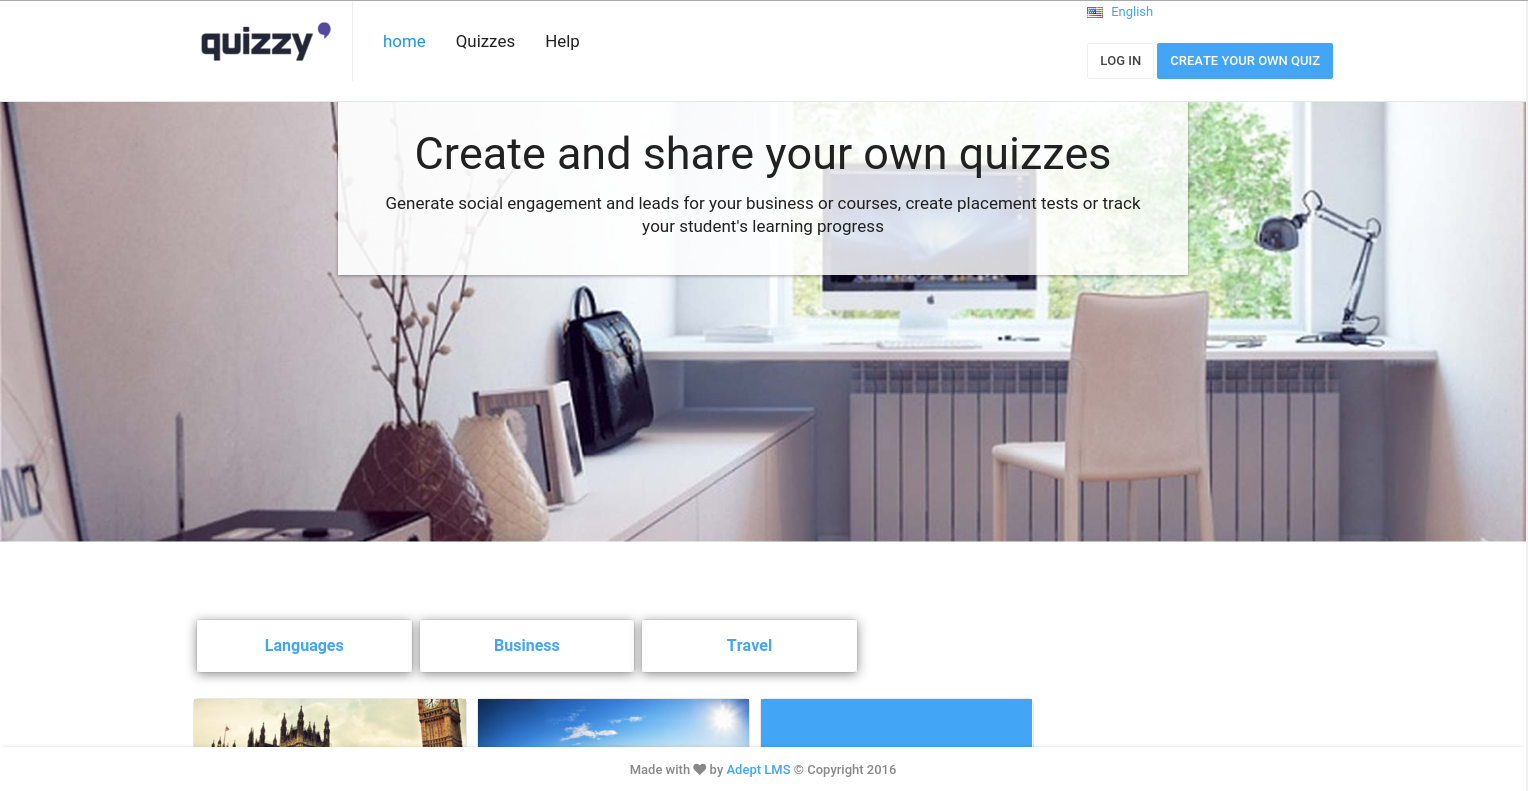 quizzy
home Quizzes Help
English
LOG IN CREATE YOUR OWN QUIZ
Create and share your own quizzes
Generate social engagement and leads for your business or courses, create placement tests or track
your student's learning progress
Languages Business Travel
Made with ❤ by Adept LMS © Copyright 2016